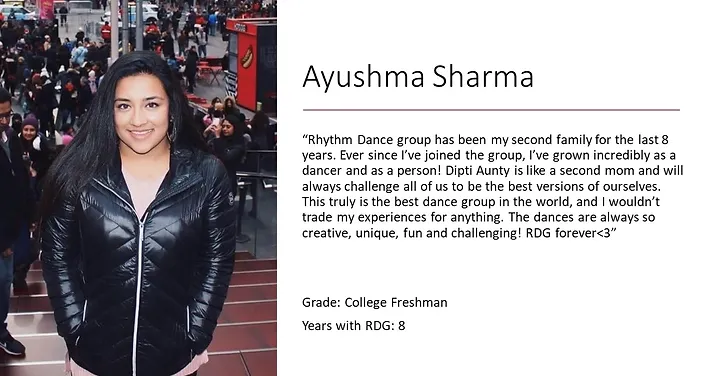 Ayushma Sharma
“Rhythm Dance group has been my second family for the last 8
years. Ever since I’ve joined the group, I’ve grown incredibly as a
dancer and as a person! Dipti Aunty is like a second mom and will
always challenge all of us to be the best versions of ourselves.
This truly is the best dance group in the world, and I wouldn’t
trade my experiences for anything. The dances are always so
creative, unique, fun and challenging! RDG forever<3”
Grade: College Freshman
Years with RDG: 8